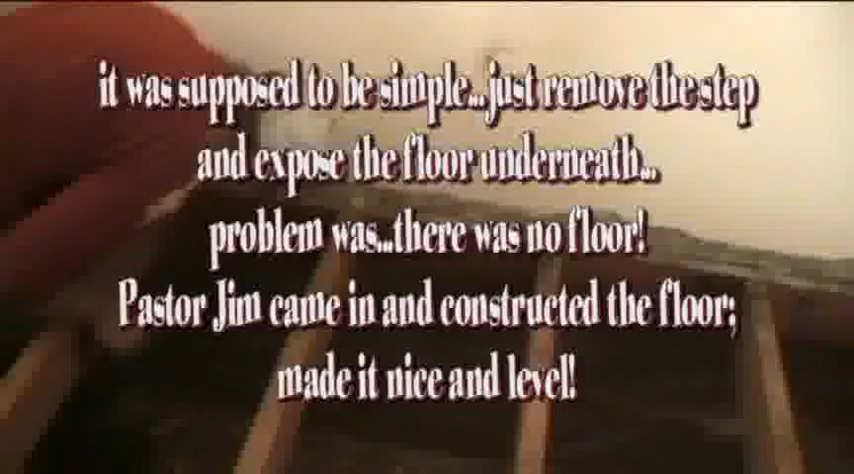 it was supposed to be simple...just remove the step
and expose the floor underneath...
problem was...there was no floor!
Pastor Jim came in and constructed the floor;
made it nice and level!